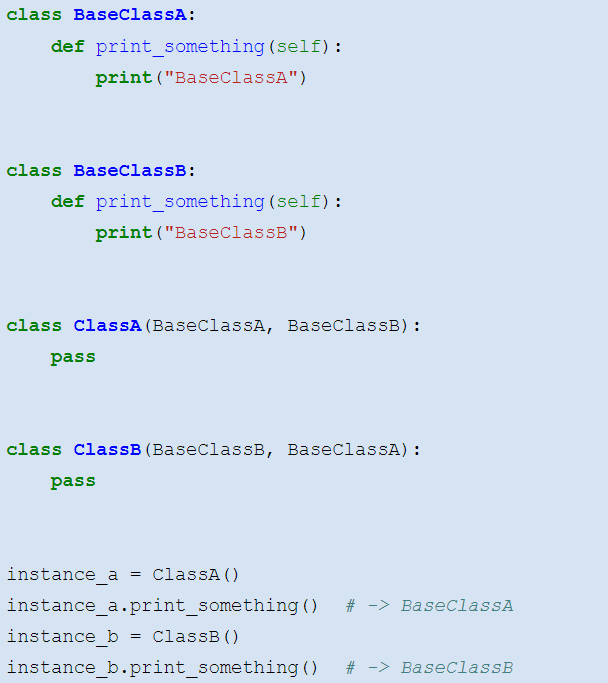 class BaseClassA:
    def print_something(self):
        print("BaseClassA")
class BaseClassB:
    def print_something(self):
        print("BaseClassB")
class ClassA(BaseClassA, BaseClassB):
    pass
class ClassB(BaseClassB, BaseClassA):
    pass
instance_a = ClassA()
instance_a.print_something()  # -> BaseClassA
instance_b = ClassB()
instance_b.print_something()  # -> BaseClassB